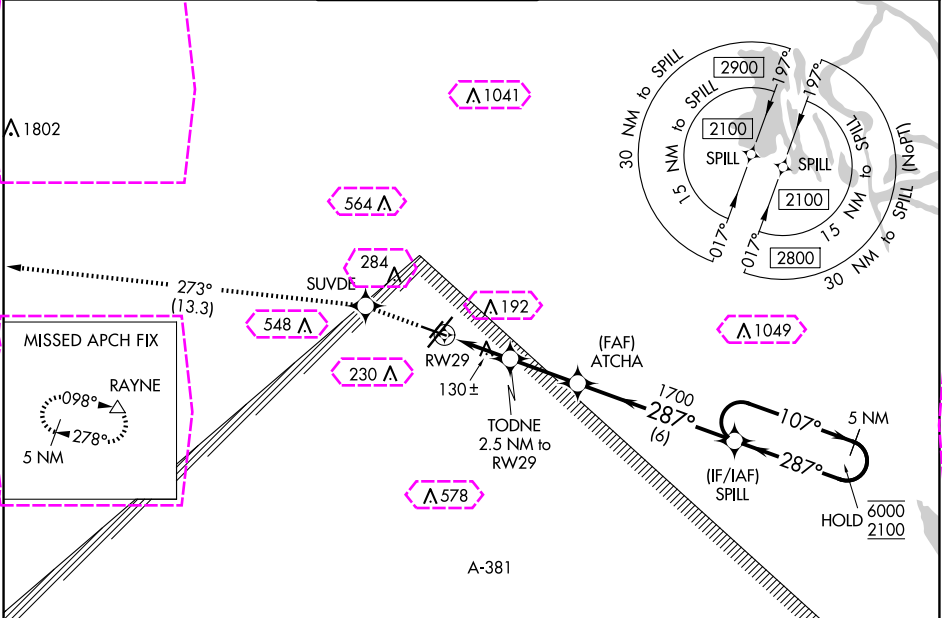 1041
1802
564
284
SUVDE
273°
(13.3)
548
192
230
130±
RW29
TODNE
2.5 NM to
RW29
(FAF)
ATCHA
1049
1700
287°
(6)
107°
5 NM
287°
(IF/IAF)
SPILL
HOLD
6000
2100
578
A-381
MISSED APCH FIX
RAYNE
098°
278°
5 NM
30 NM to SPILL
2900
197°
15 NM to SPILL
2100
SPILL
017°
197°
SPILL
2100
15 NM to SPILL
017°
2800
30 NM to SPILL (NoPT)